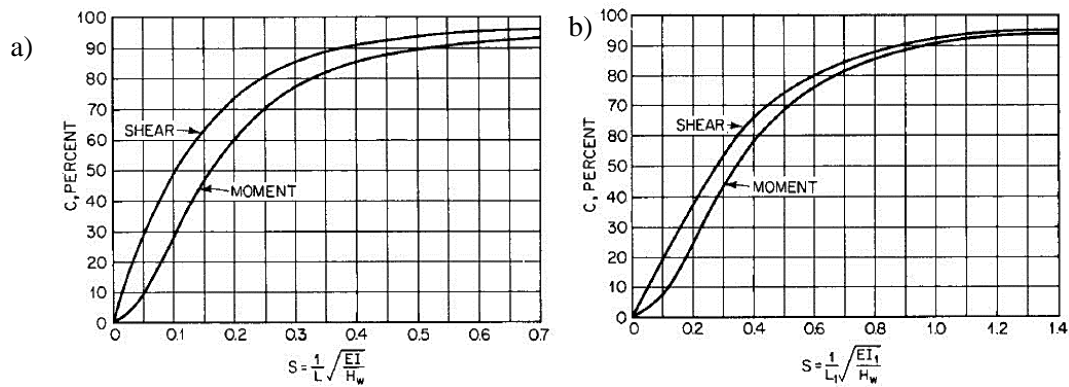 a)
C, PERCENT
100
90
80
70
60
50
40
30
20
10
0
SHEAR
MOMENT
0 0.1 0.2 0.3 0.4 0.5 0.6 0.7
S = 1/L √EI/H_w
b)
C, PERCENT
100
90
80
70
60
50
40
30
20
10
0
SHEAR
MOMENT
0 0.2 0.4 0.6 0.8 1.0 1.2 1.4
S = 1/L₁ √EI₁/H_w